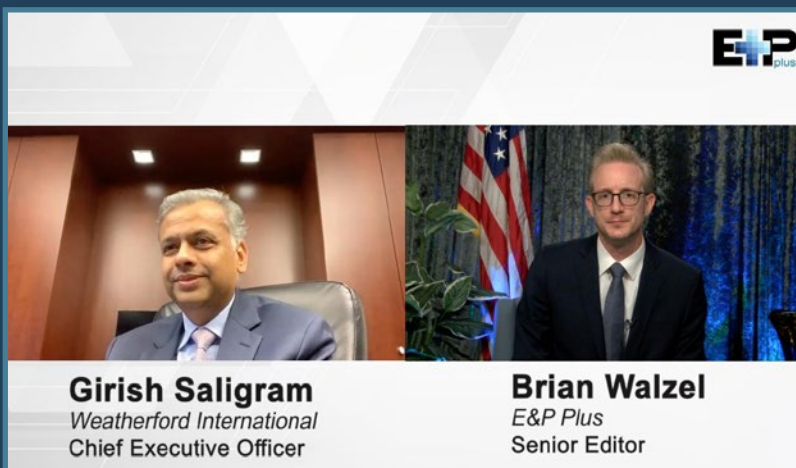 E+P
plus
Girish Saligram
Weatherford International
Chief Executive Officer
Brian Walzel
E&P Plus
Senior Editor